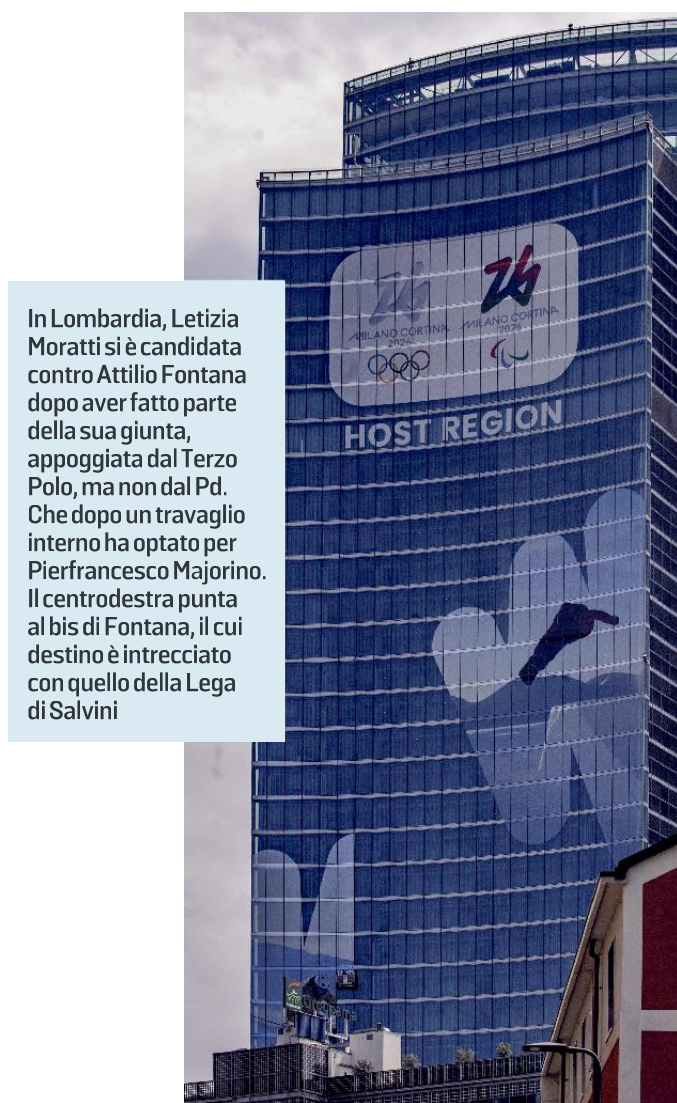 In Lombardia, Letizia
Moratti si è candidata
contro Attilio Fontana
dopo aver fatto parte
della sua giunta,
appoggiata dal Terzo
Polo, ma non dal Pd.
Che dopo un travaglio
interno ha optato per
Pierfrancesco Majorino.
Il centrodestra punta
al bis di Fontana, il cui
destino è intrecciato
con quello della Lega
di Salvini
26
MILANO CORTINA
2026
26
MILANO CORTINA
2026
HOST REGION
Groupama